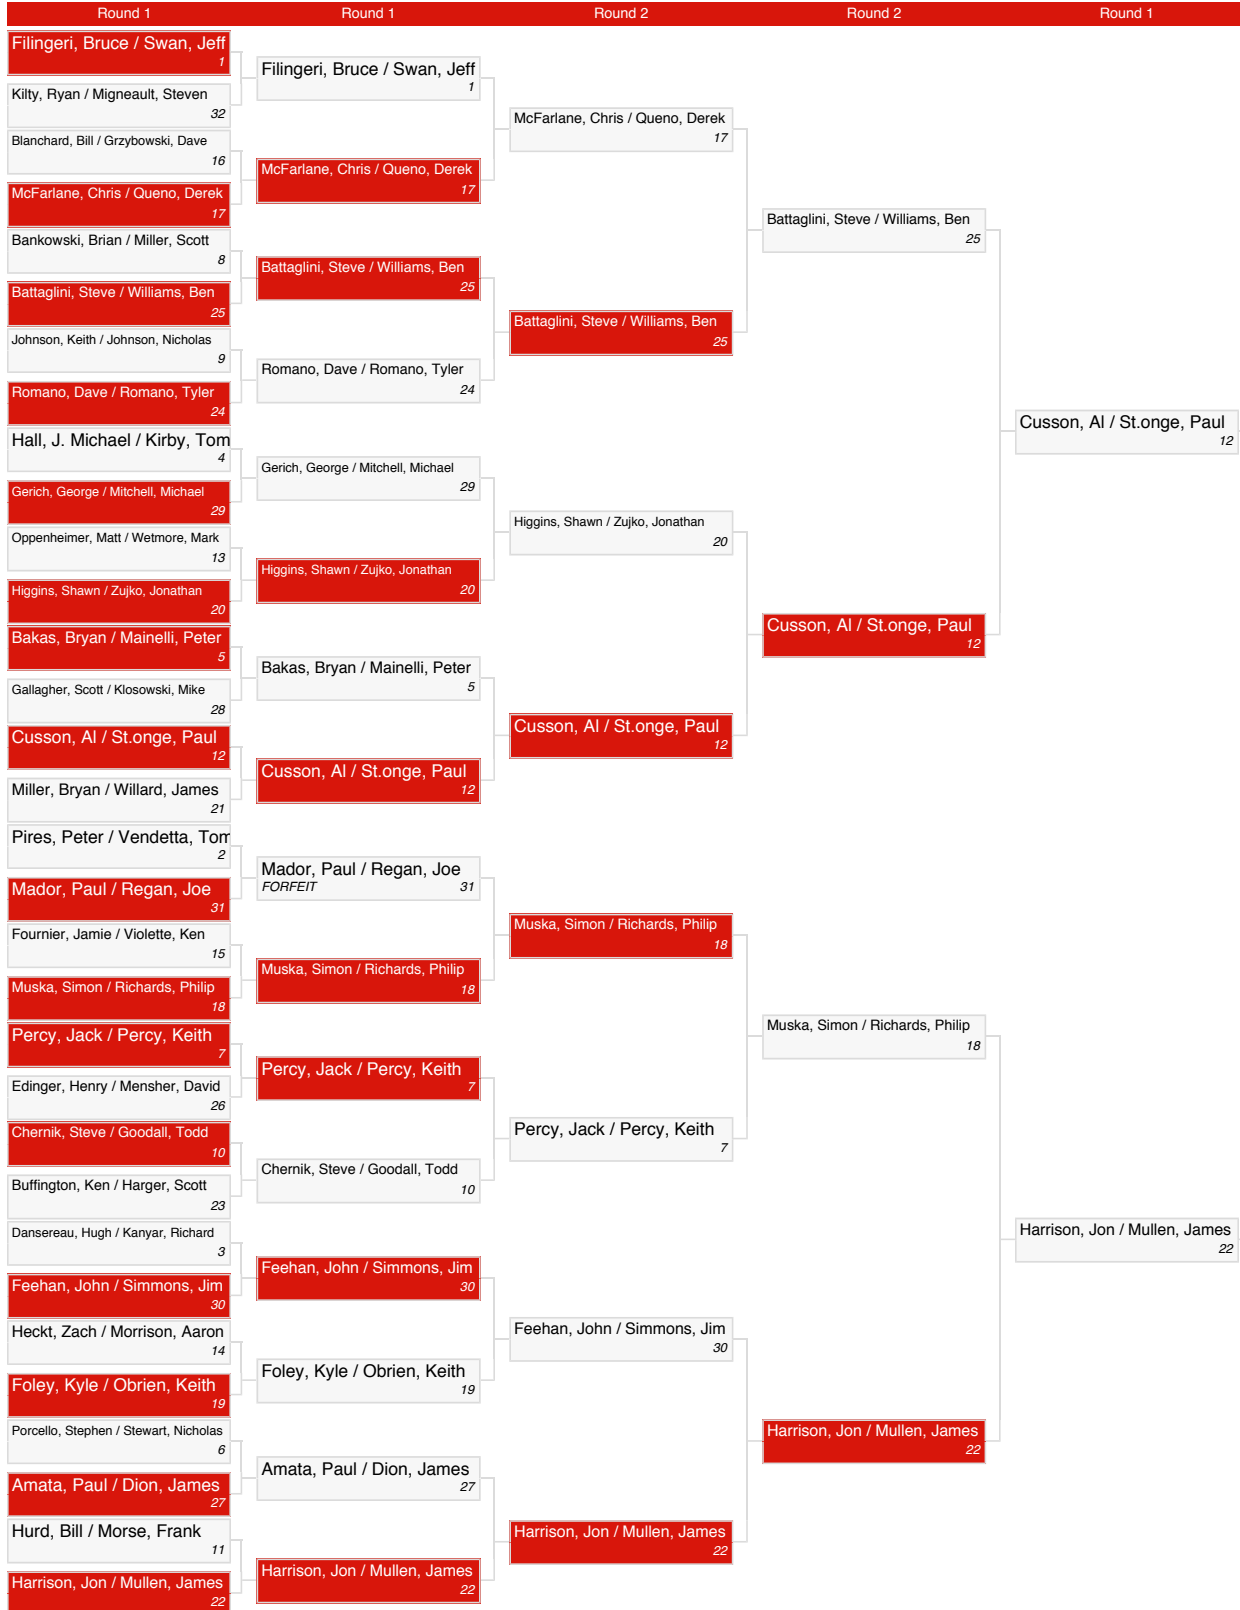 Round 1
Round 1
Round 2
Round 2
Round 1
Filingeri, Bruce / Swan, Jeff
1
Kilty, Ryan / Migneault, Steven
32
Blanchard, Bill / Grzybowski, Dave
16
McFarlane, Chris / Queno, Derek
17
Bankowski, Brian / Miller, Scott
8
Battaglini, Steve / Williams, Ben
25
Johnson, Keith / Johnson, Nicholas
9
Romano, Dave / Romano, Tyler
24
Hall, J. Michael / Kirby, Tom
4
Gerich, George / Mitchell, Michael
29
Oppenheimer, Matt / Wetmore, Mark
13
Higgins, Shawn / Zujko, Jonathan
20
Bakas, Bryan / Mainelli, Peter
5
Gallagher, Scott / Klosowski, Mike
28
Cusson, Al / St.onge, Paul
12
Miller, Bryan / Willard, James
21
Pires, Peter / Vendetta, Tom
2
Mador, Paul / Regan, Joe
31
Fournier, Jamie / Violette, Ken
15
Muska, Simon / Richards, Philip
18
Percy, Jack / Percy, Keith
7
Edinger, Henry / Mensher, David
26
Chernik, Steve / Goodall, Todd
10
Buffington, Ken / Harger, Scott
23
Dansereau, Hugh / Kanyar, Richard
3
Feehan, John / Simmons, Jim
30
Heckt, Zach / Morrison, Aaron
14
Foley, Kyle / Obrien, Keith
19
Porcello, Stephen / Stewart, Nicholas
6
Amata, Paul / Dion, James
27
Hurd, Bill / Morse, Frank
11
Harrison, Jon / Mullen, James
22
Filingeri, Bruce / Swan, Jeff
1
McFarlane, Chris / Queno, Derek
17
Battaglini, Steve / Williams, Ben
25
Romano, Dave / Romano, Tyler
24
Gerich, George / Mitchell, Michael
29
Higgins, Shawn / Zujko, Jonathan
20
Bakas, Bryan / Mainelli, Peter
5
Cusson, Al / St.onge, Paul
12
Mador, Paul / Regan, Joe
FORFEIT 31
Muska, Simon / Richards, Philip
18
Percy, Jack / Percy, Keith
7
Chernik, Steve / Goodall, Todd
10
Feehan, John / Simmons, Jim
30
Foley, Kyle / Obrien, Keith
19
Amata, Paul / Dion, James
27
Harrison, Jon / Mullen, James
22
McFarlane, Chris / Queno, Derek
17
Battaglini, Steve / Williams, Ben
25
Higgins, Shawn / Zujko, Jonathan
20
Cusson, Al / St.onge, Paul
12
Muska, Simon / Richards, Philip
18
Percy, Jack / Percy, Keith
7
Feehan, John / Simmons, Jim
30
Harrison, Jon / Mullen, James
22
Battaglini, Steve / Williams, Ben
25
Cusson, Al / St.onge, Paul
12
Muska, Simon / Richards, Philip
18
Harrison, Jon / Mullen, James
22
Cusson, Al / St.onge, Paul
12
Harrison, Jon / Mullen, James
22